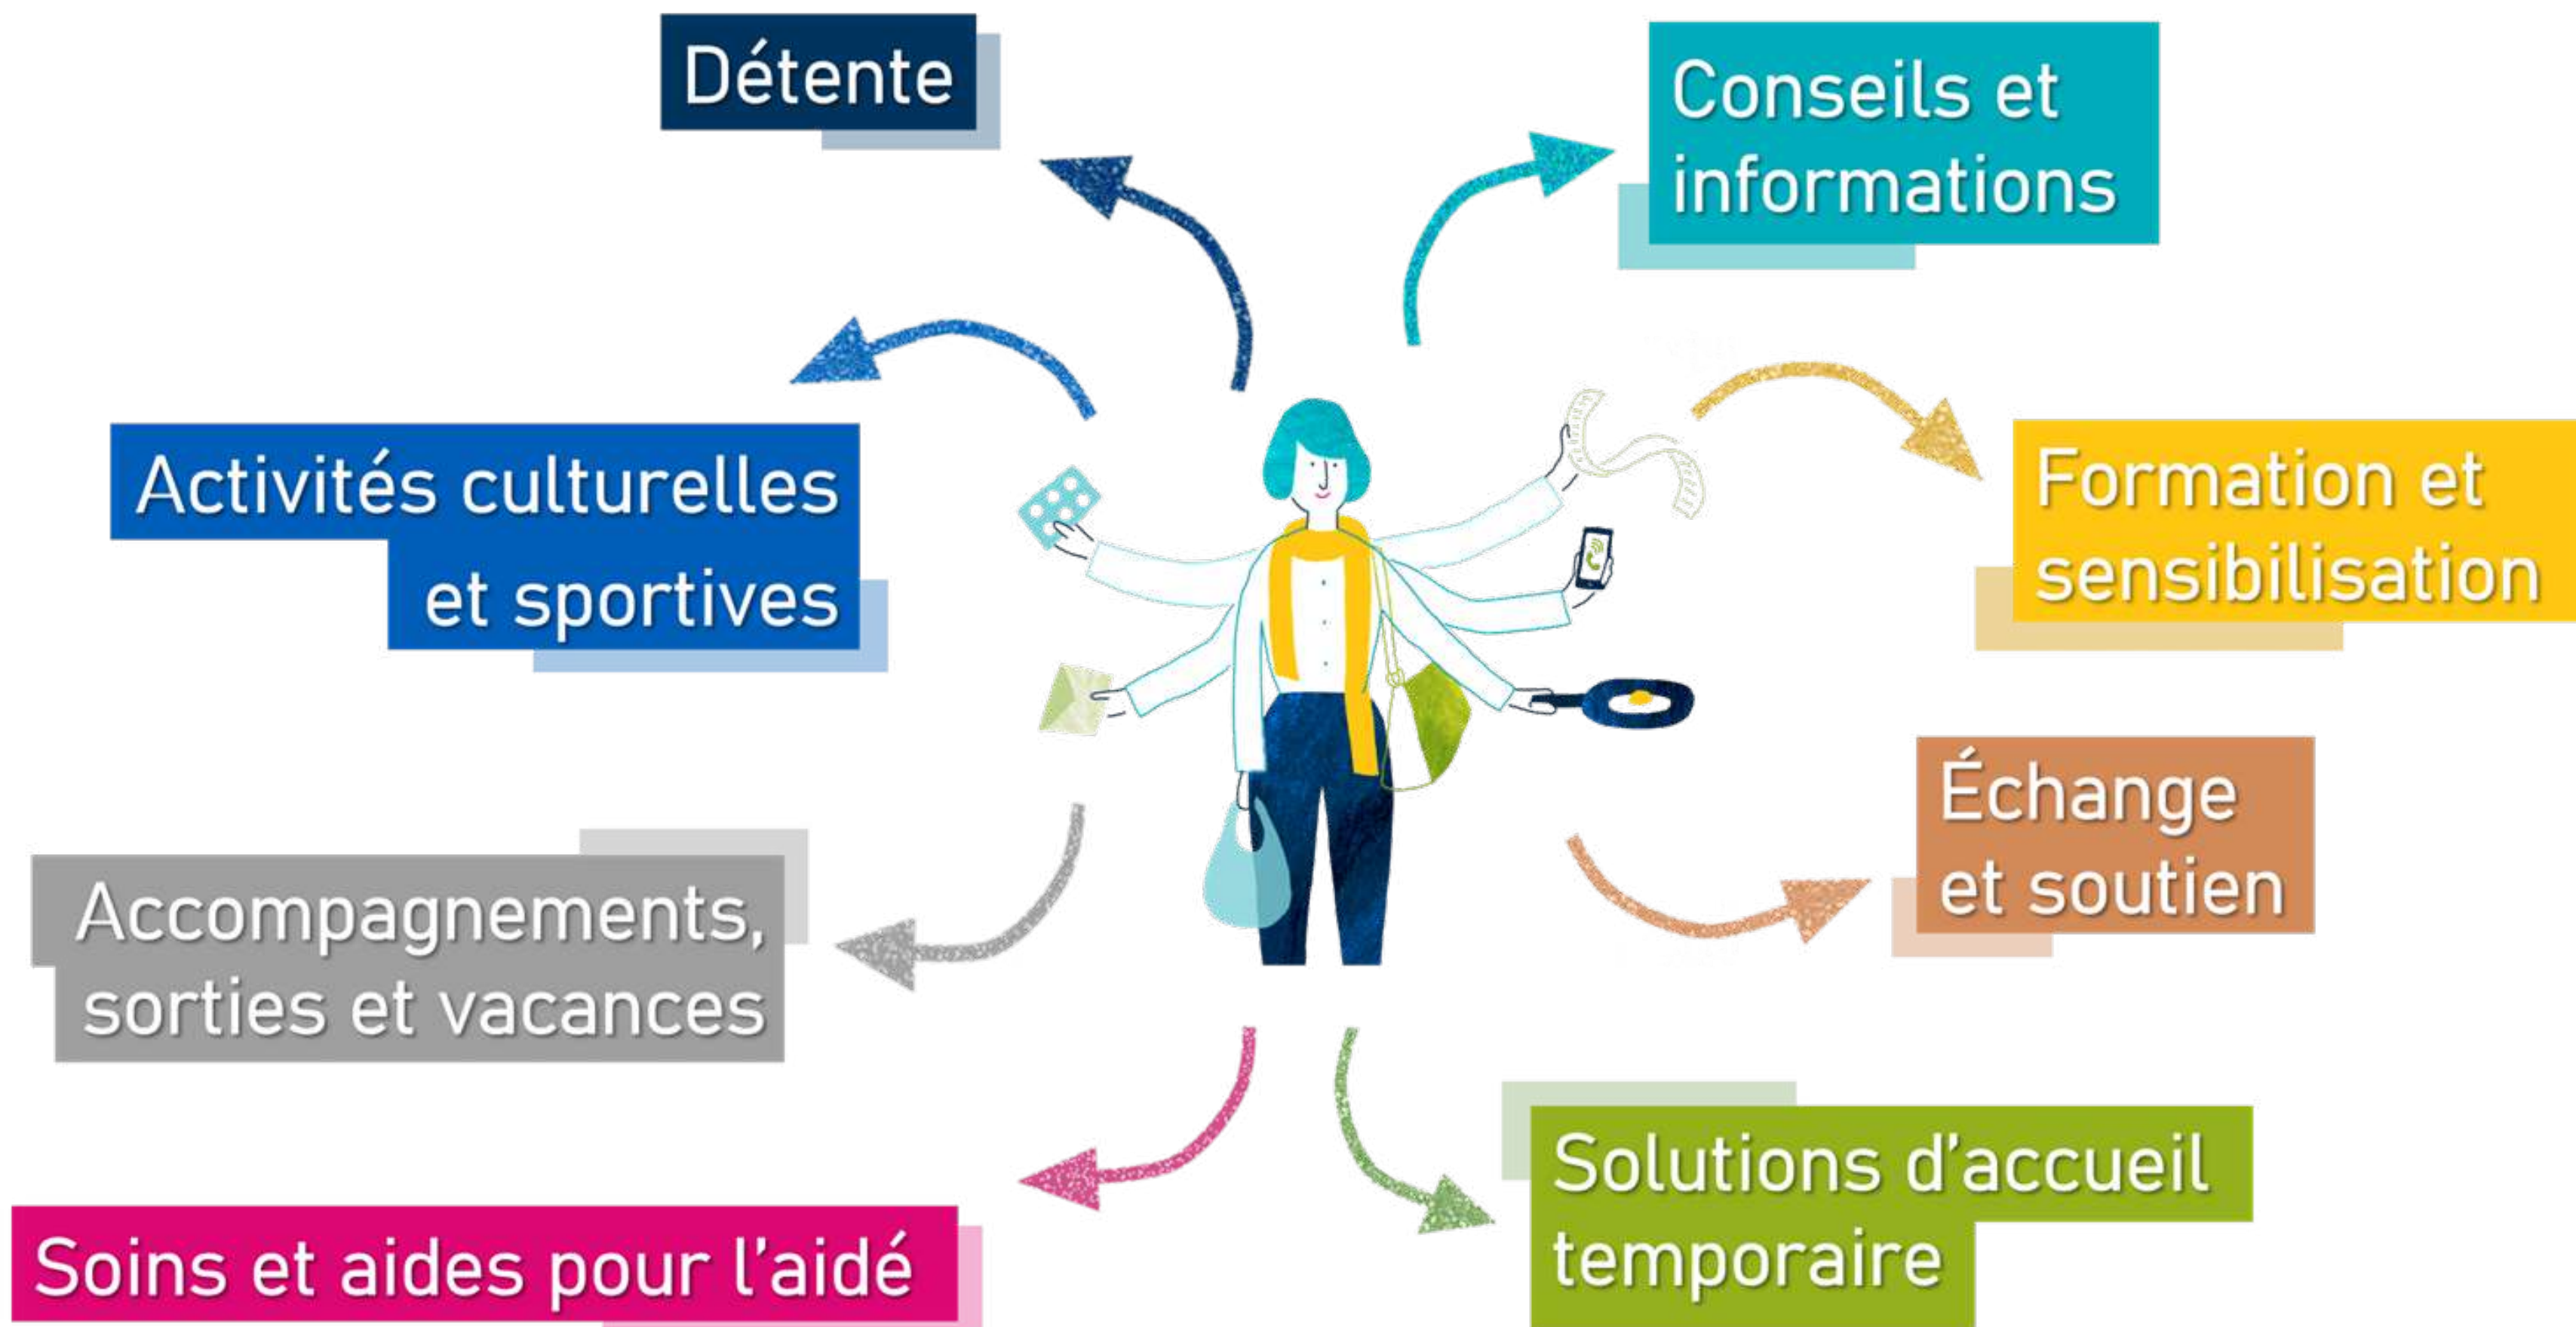 Détente
Conseils et
informations
Activités culturelles
et sportives
Formation et
sensibilisation
Échange
et soutien
Accompagnements,
sorties et vacances
Solutions d'accueil
temporaire
Soins et aides pour l'aidé